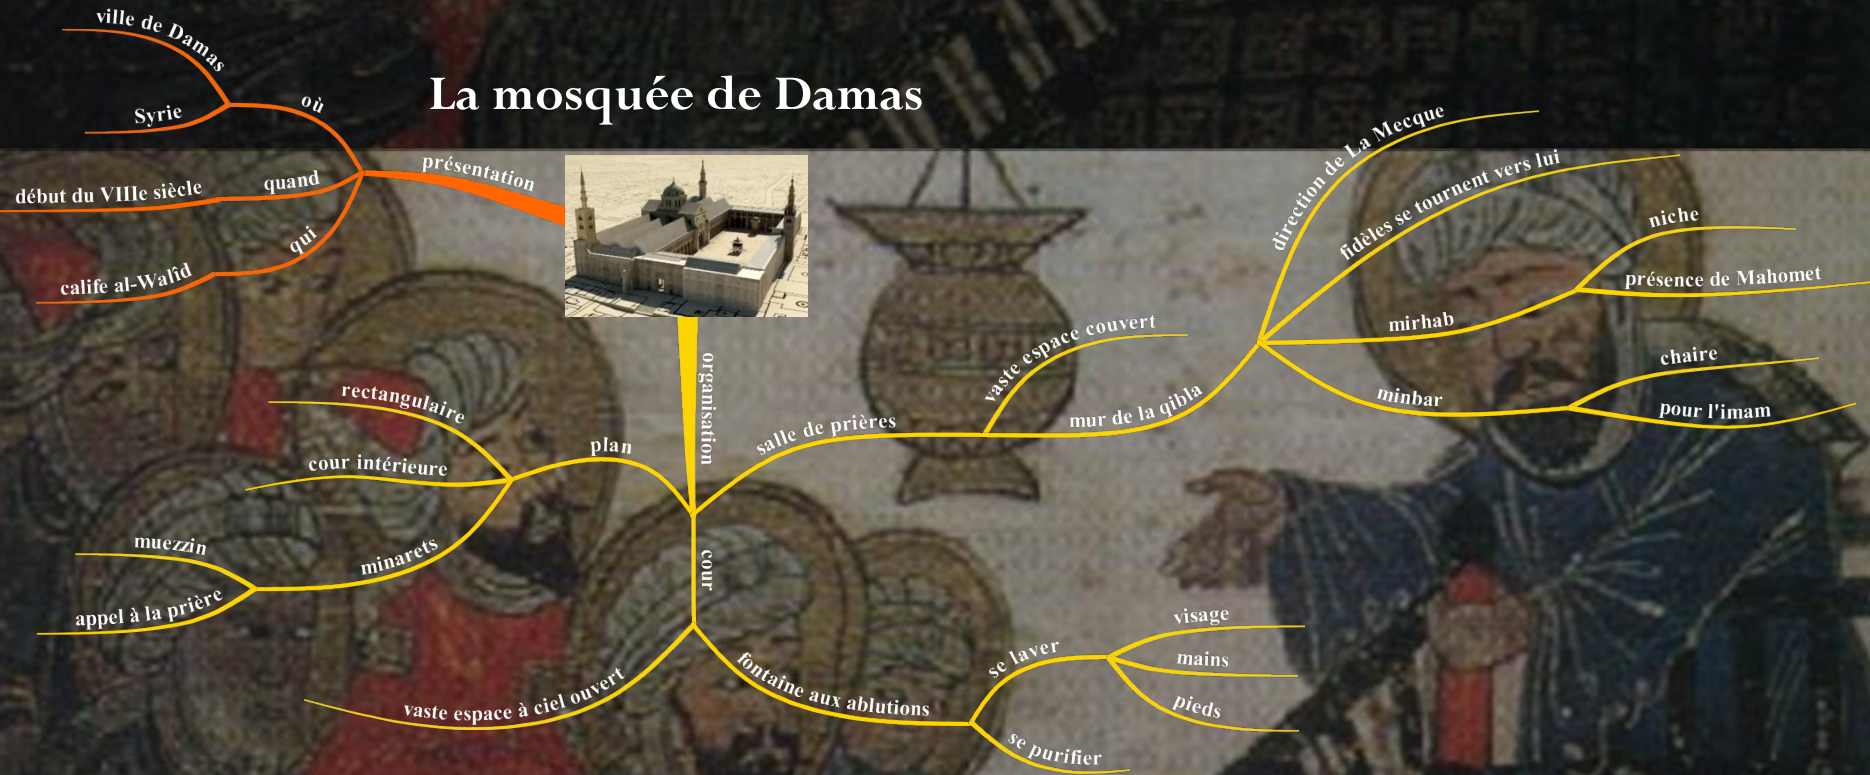 La mosquée de Damas
présentation
où
ville de Damas
Syrie
quand
début du VIIIe siècle
qui
calife al-Walîd
organisation
plan
rectangulaire
cour intérieure
minarets
muezzin
appel à la prière
cour
vaste espace à ciel ouvert
fontaine aux ablutions
se laver
visage
mains
pieds
se purifier
salle de prières
vaste espace couvert
mur de la qibla
direction de La Mecque
fidèles se tournent vers lui
mirhab
niche
présence de Mahomet
minbar
chaire
pour l'imam